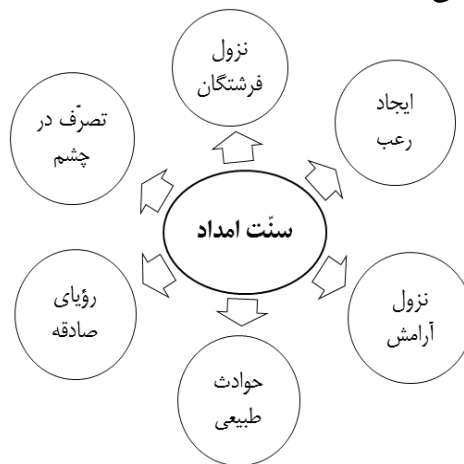 نزول
فرشتگان
ایجاد
رعب
تصرّف در
چشم
سنّت امداد
نزول
آرامش
رؤیای
صادقه
حوادث
طبیعی